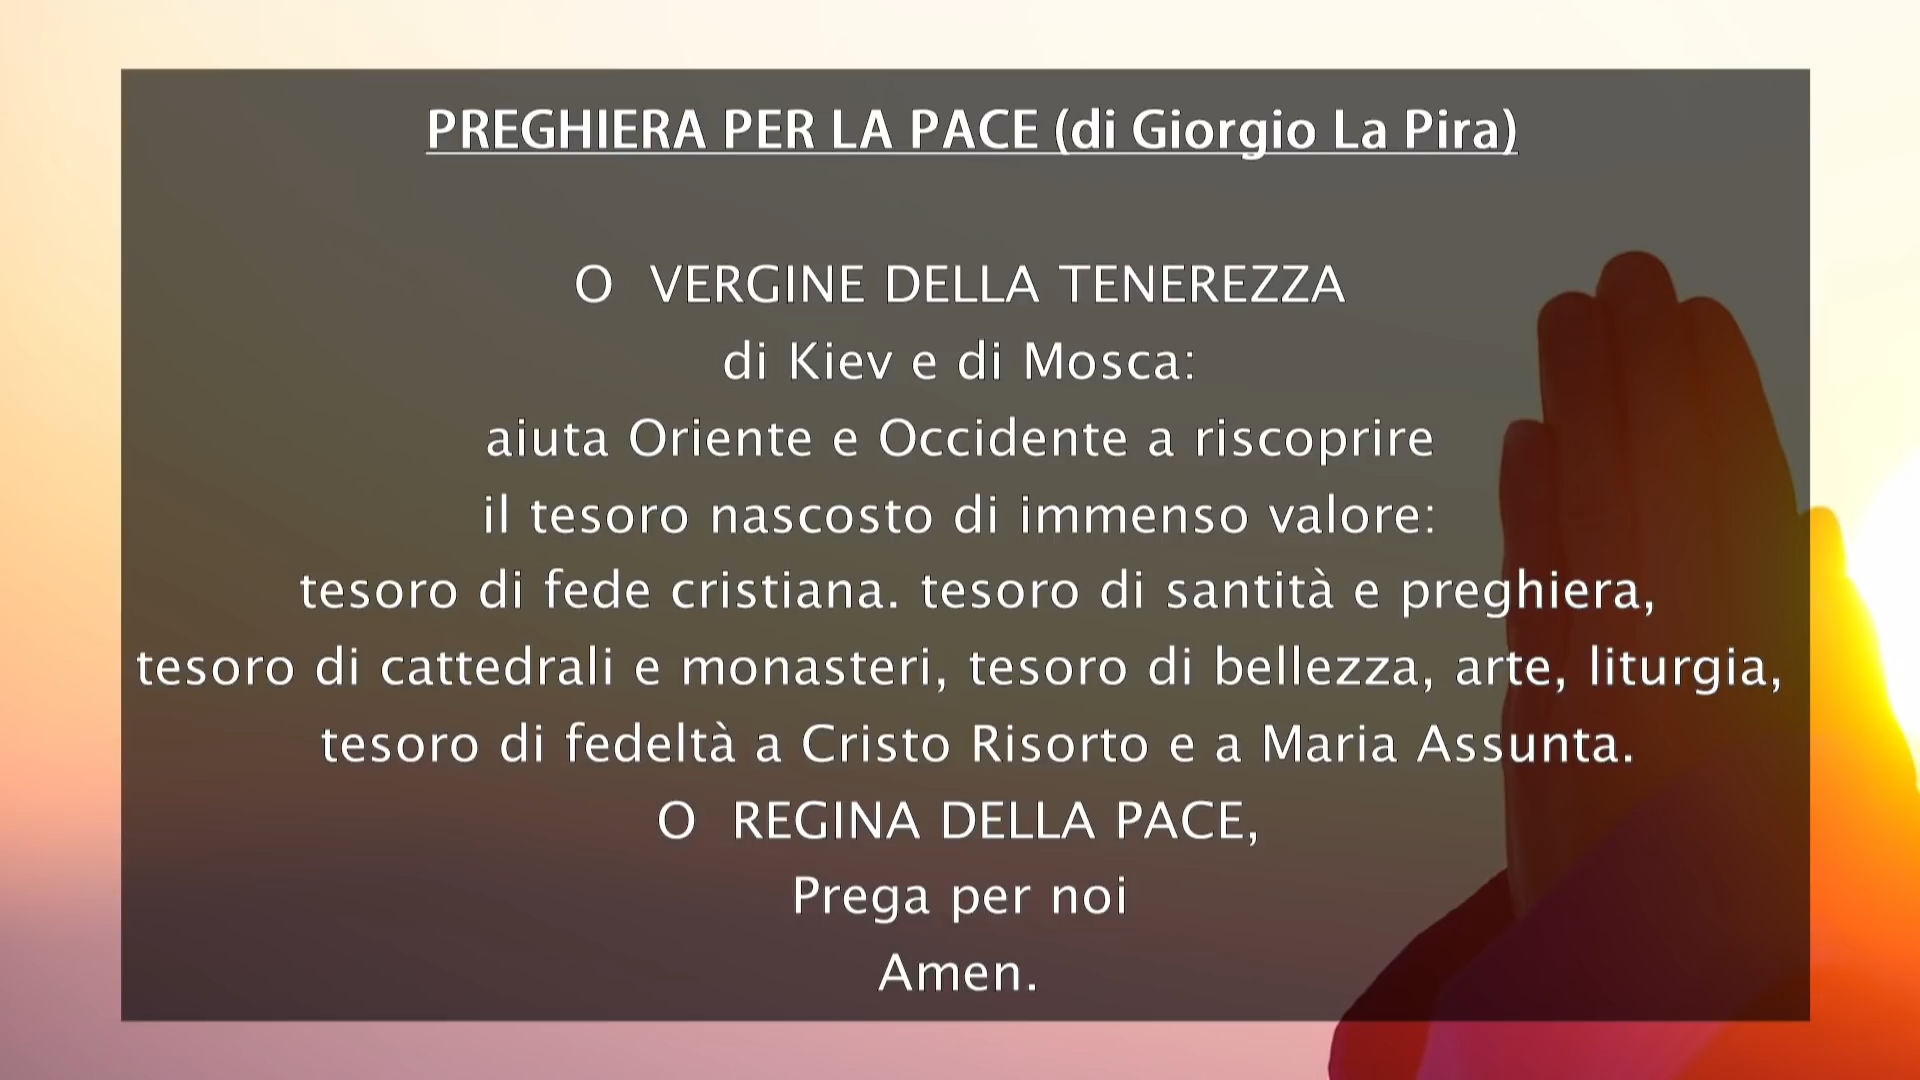 PREGHIERA PER LA PACE (di Giorgio La Pira)
O VERGINE DELLA TENEREZZA
di Kiev e di Mosca:
aiuta Oriente e Occidente a riscoprire
il tesoro nascosto di immenso valore:
tesoro di fede cristiana. tesoro di santità e preghiera,
tesoro di cattedrali e monasteri, tesoro di bellezza, arte, liturgia,
tesoro di fedeltà a Cristo Risorto e a Maria Assunta.
O REGINA DELLA PACE,
Prega per noi
Amen.